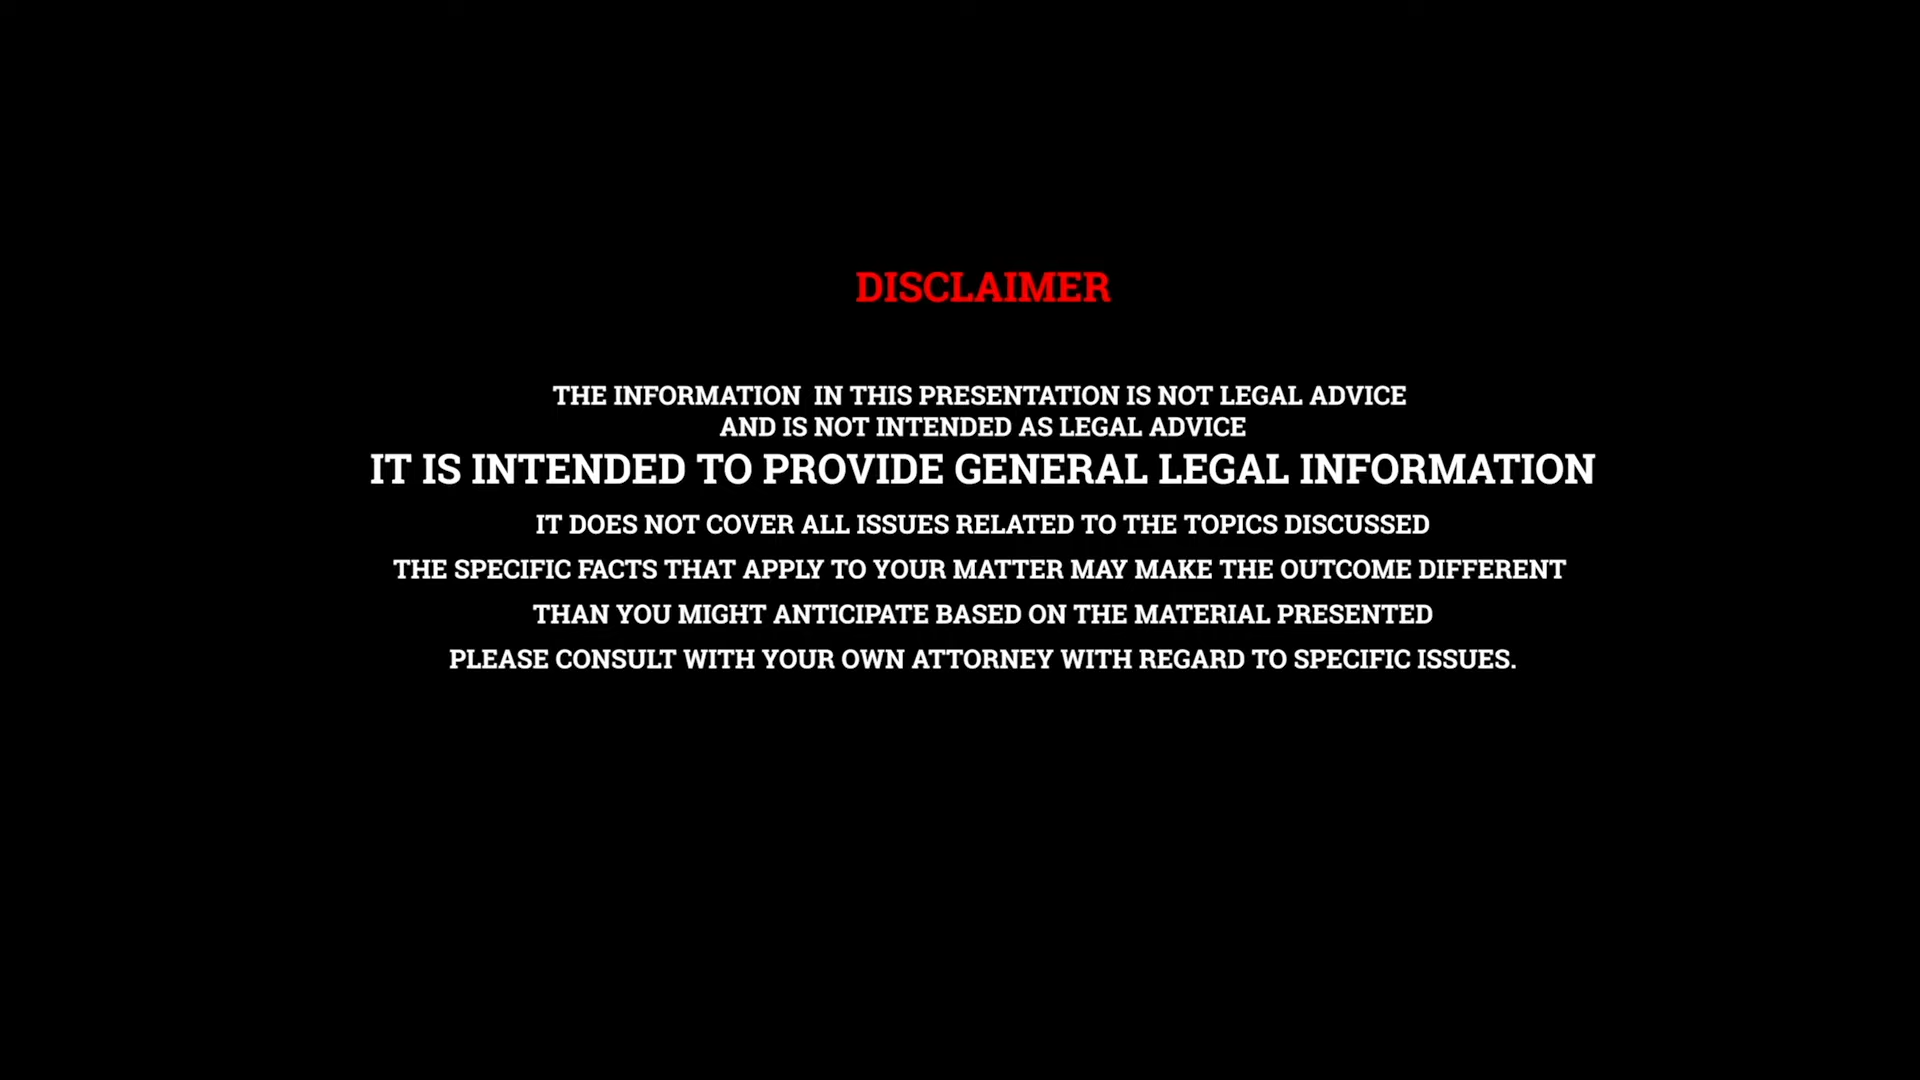 DISCLAIMER
THE INFORMATION IN THIS PRESENTATION IS NOT LEGAL ADVICE
AND IS NOT INTENDED AS LEGAL ADVICE
IT IS INTENDED TO PROVIDE GENERAL LEGAL INFORMATION
IT DOES NOT COVER ALL ISSUES RELATED TO THE TOPICS DISCUSSED
THE SPECIFIC FACTS THAT APPLY TO YOUR MATTER MAY MAKE THE OUTCOME DIFFERENT
THAN YOU MIGHT ANTICIPATE BASED ON THE MATERIAL PRESENTED
PLEASE CONSULT WITH YOUR OWN ATTORNEY WITH REGARD TO SPECIFIC ISSUES.